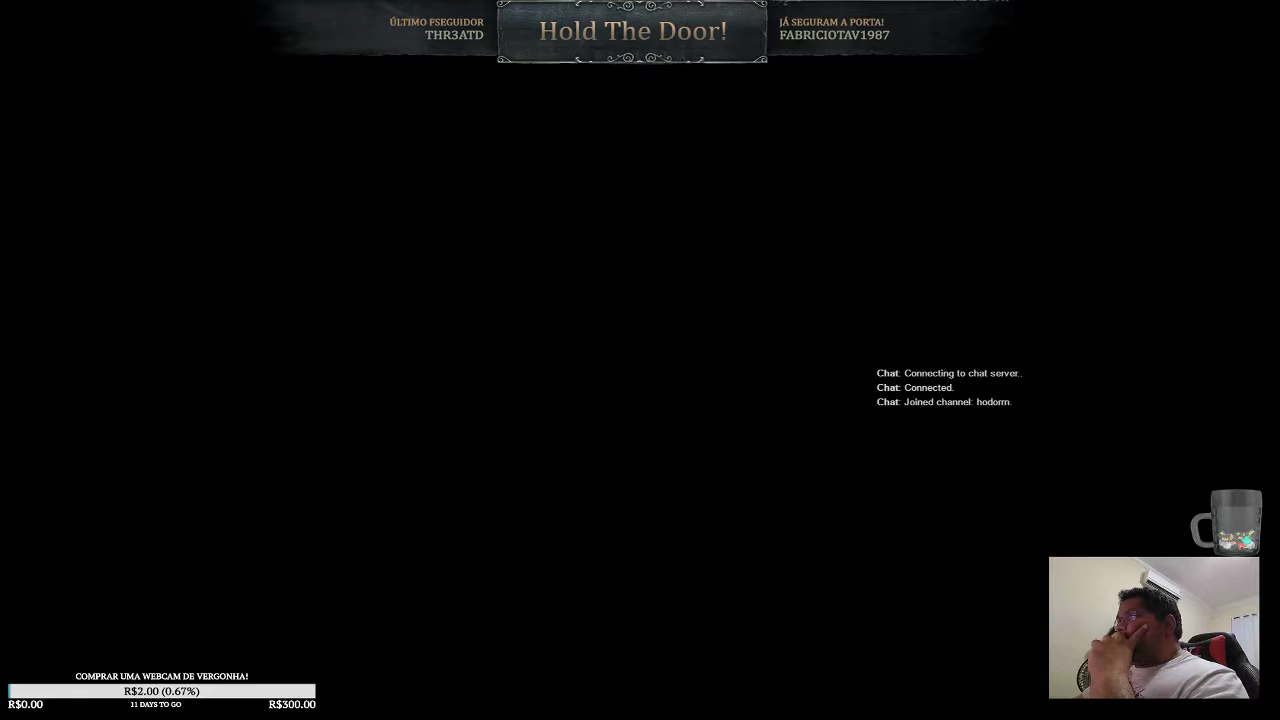 ÚLTIMO FSEGUIDOR
THR3ATD
Hold The Door!
JÁ SEGURAM A PORTA!
FABRICIOTAV1987
Chat: Connecting to chat server..
Chat: Connected.
Chat: Joined channel: hodorrn.
COMPRAR UMA WEBCAM DE VERGONHA!
R$2.00 (0.67%)
R$0.00
11 DAYS TO GO
R$300.00